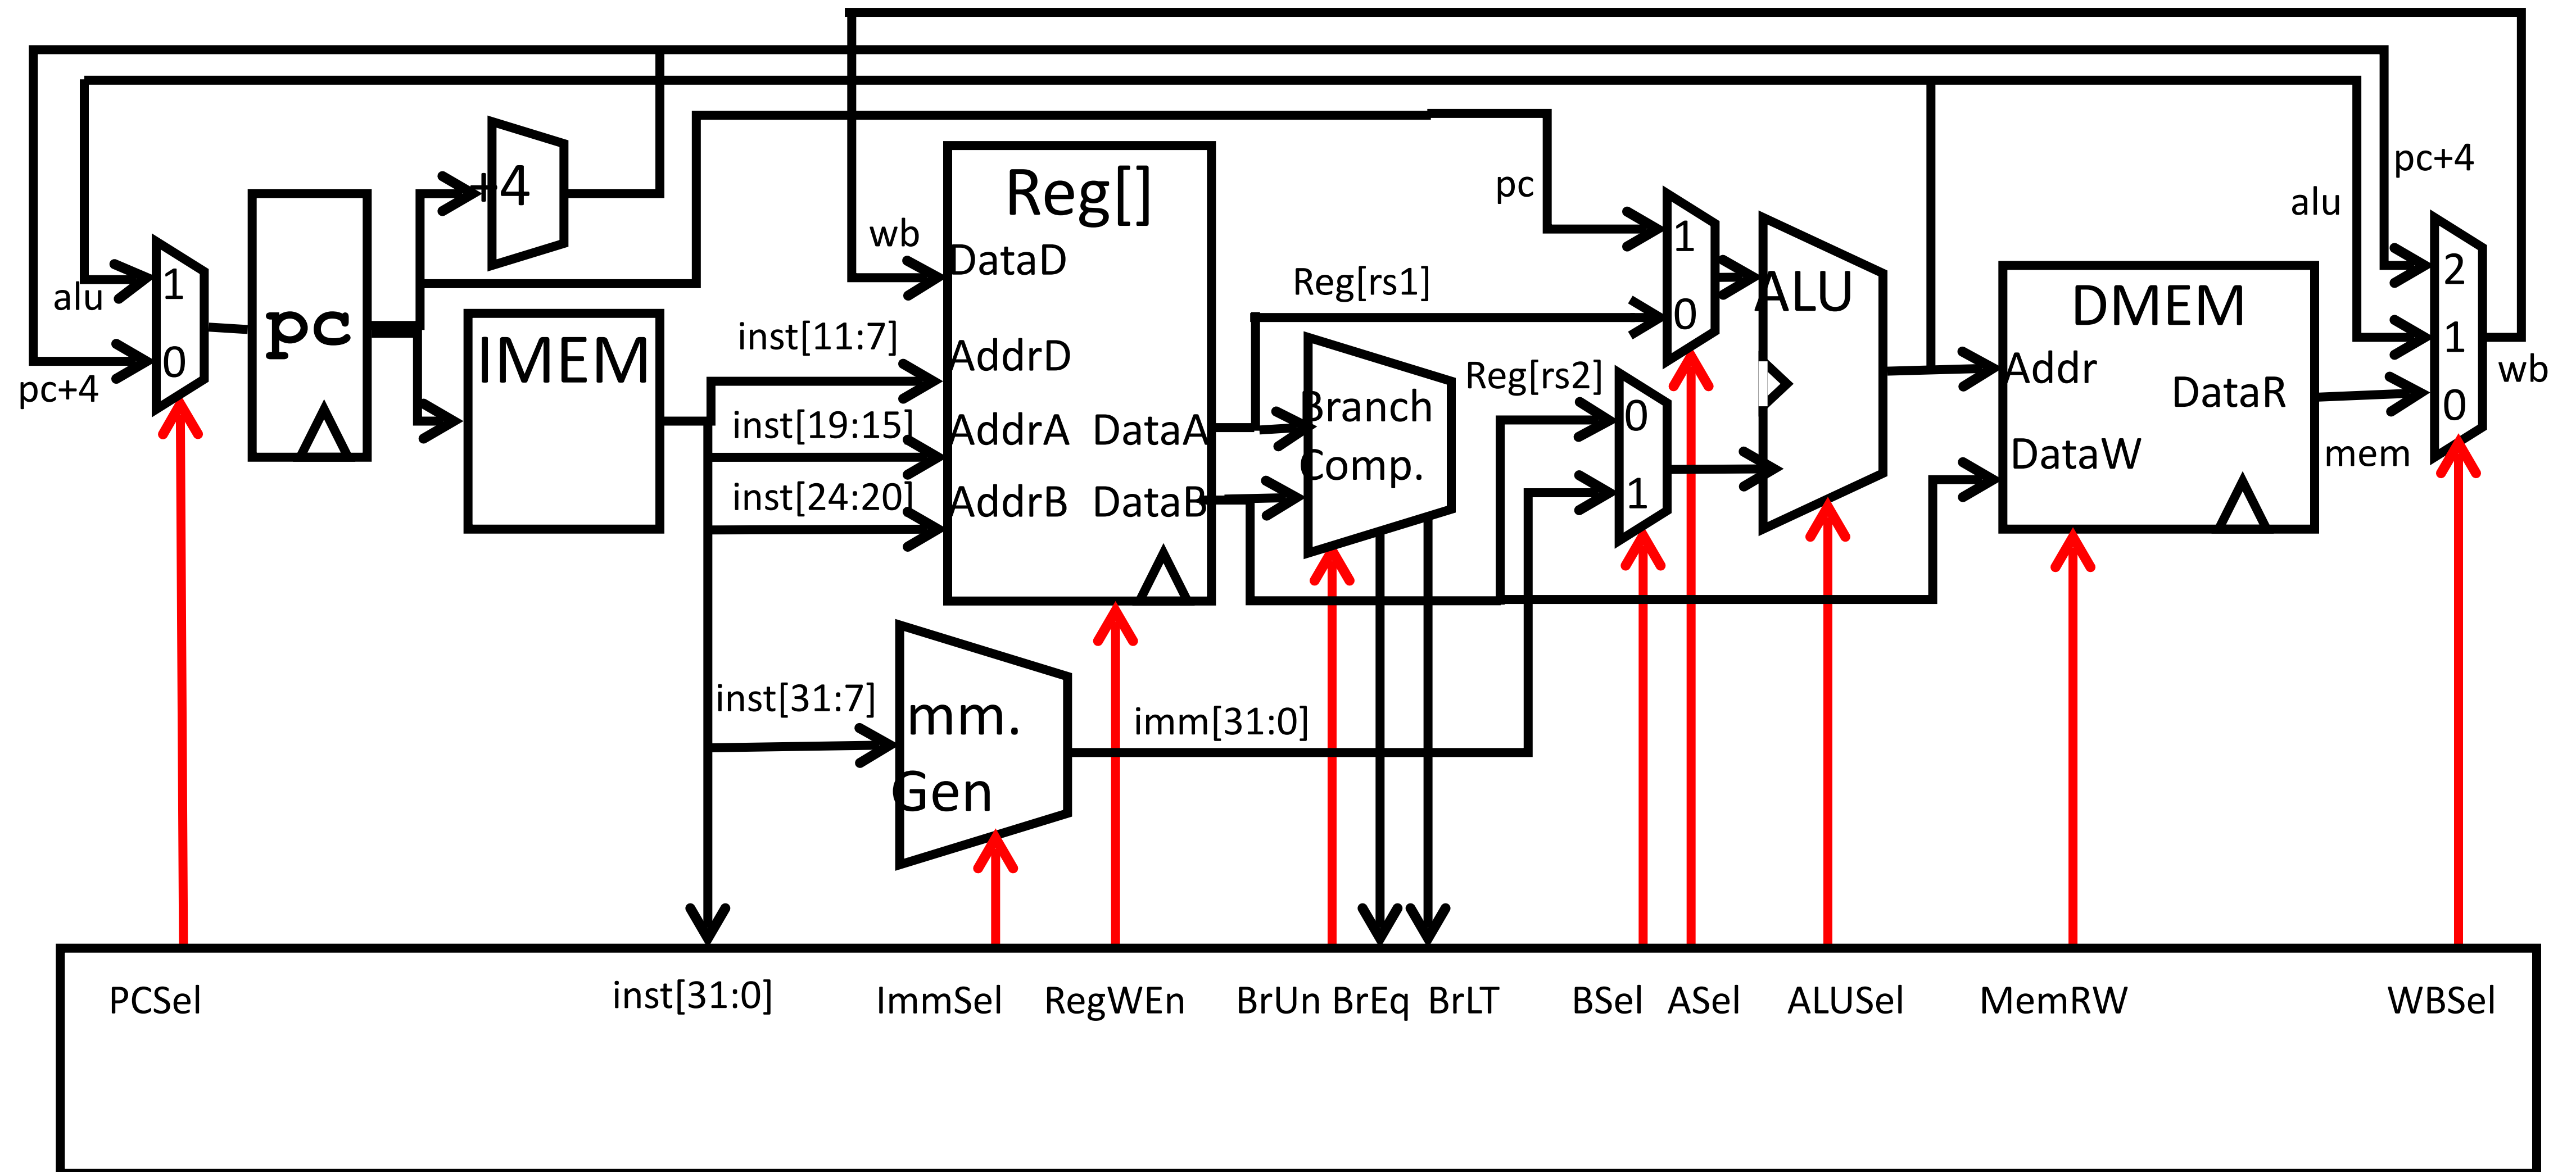 pc+4
alu
pc
+4
Reg[]
wb
DataD
alu
1
0
pc+4
pc
IMEM
inst[11:7]
AddrD
inst[19:15]
AddrA
DataA
inst[24:20]
AddrB
DataB
Reg[rs1]
1
0
ALU
Reg[rs2]
0
1
Branch
Comp.
DMEM
Addr
DataR
DataW
2
1
0
wb
mem
inst[31:7]
mm.
Gen
imm[31:0]
PCSel
inst[31:0]
ImmSel
RegWEn
BrUn
BrEq
BrLT
BSel
ASel
ALUSel
MemRW
WBSel